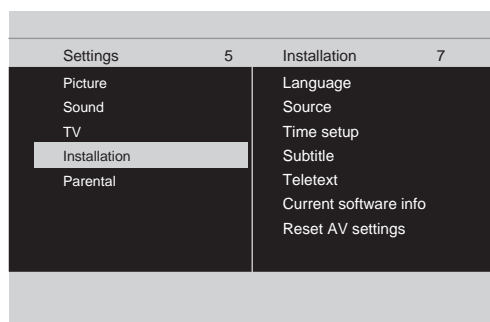 Settings 5
Picture
Sound
TV
Installation
Parental
Installation 7
Language
Source
Time setup
Subtitle
Teletext
Current software info
Reset AV settings